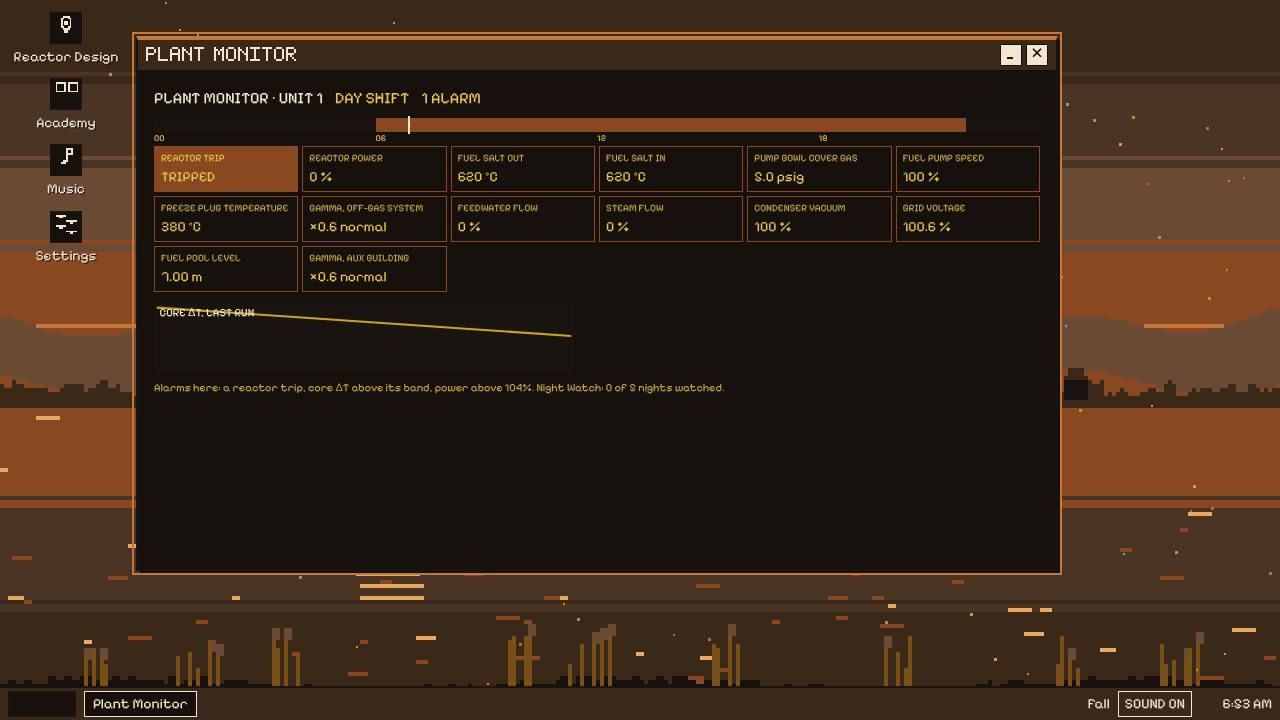 Reactor Design
Academy
Music
Settings
PLANT MONITOR
PLANT MONITOR · UNIT 1 DAY SHIFT 1 ALARM
00 06 12 18
REACTOR TRIP
TRIPPED
REACTOR POWER
0 %
FUEL SALT OUT
620 °C
FUEL SALT IN
620 °C
PUMP BOWL COVER GAS
5.0 psig
FUEL PUMP SPEED
100 %
FREEZE PLUG TEMPERATURE
380 °C
GAMMA, OFF-GAS SYSTEM
×0.6 normal
FEEDWATER FLOW
0 %
STEAM FLOW
0 %
CONDENSER VACUUM
100 %
GRID VOLTAGE
100.6 %
FUEL POOL LEVEL
7.00 m
GAMMA, AUX BUILDING
×0.6 normal
CORE ΔT, LAST RUN
Alarms here: a reactor trip, core ΔT above its band, power above 104%. Night Watch: 0 of 5 nights watched.
Plant Monitor
Fall
SOUND ON
6:53 AM